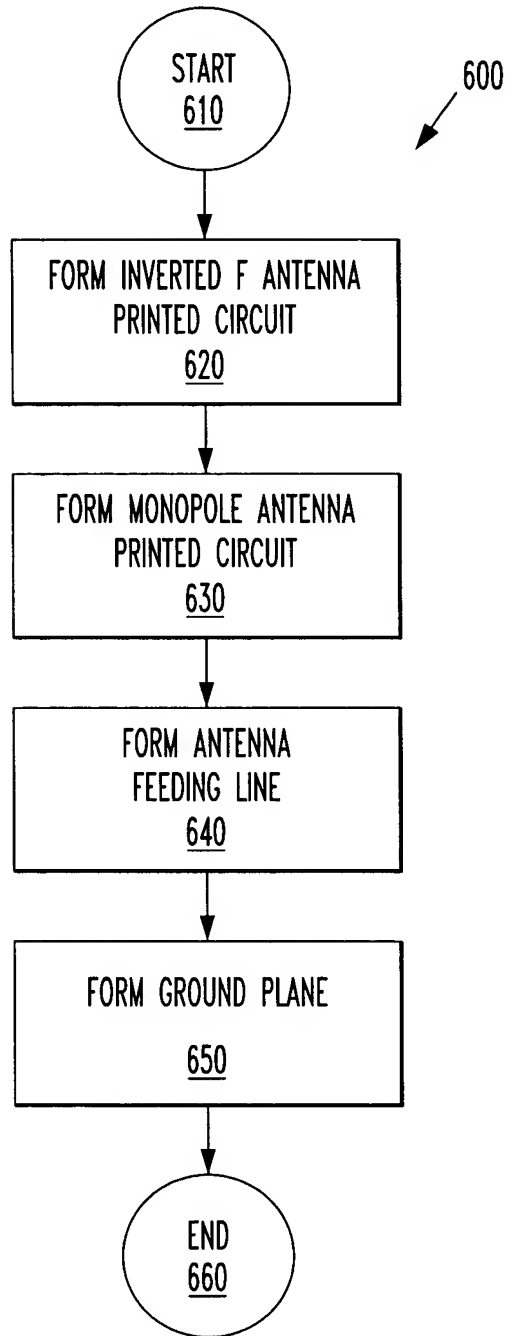 START
610
600
FORM INVERTED F ANTENNA
PRINTED CIRCUIT
620
FORM MONOPOLE ANTENNA
PRINTED CIRCUIT
630
FORM ANTENNA
FEEDING LINE
640
FORM GROUND PLANE
650
END
660